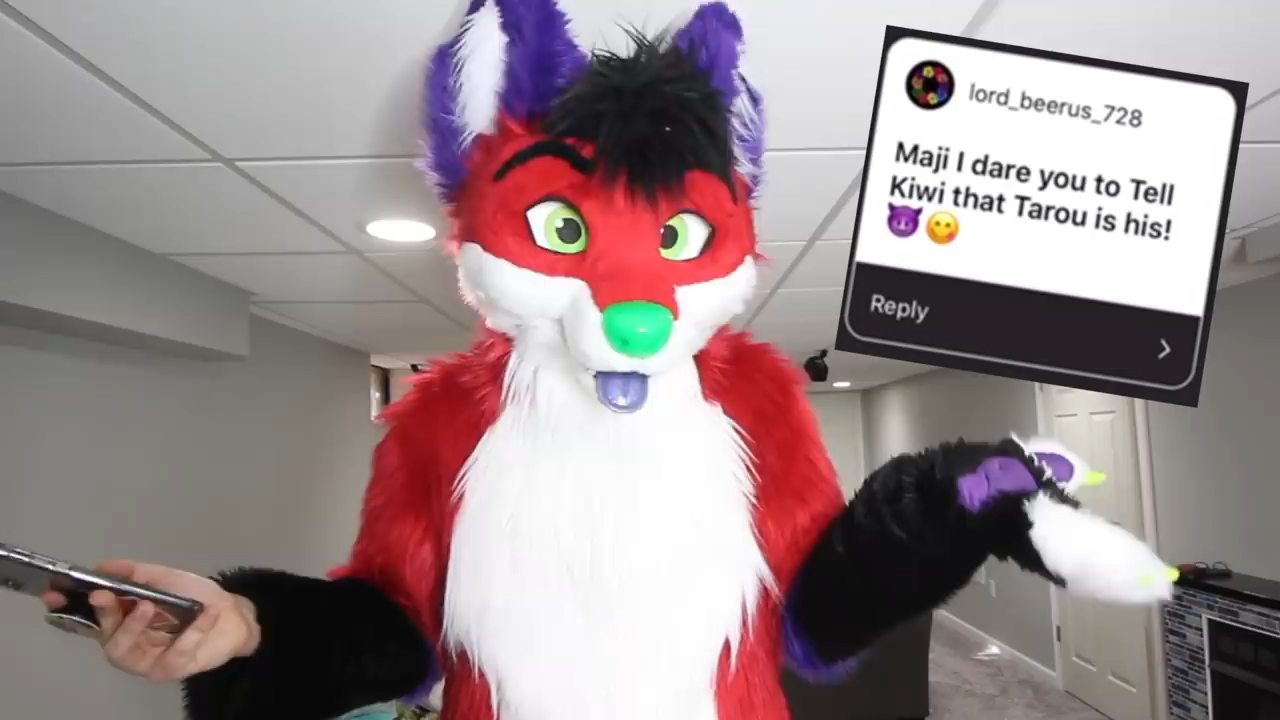 lord_beerus_728
Maji I dare you to Tell
Kiwi that Tarou is his!
😈😋
Reply